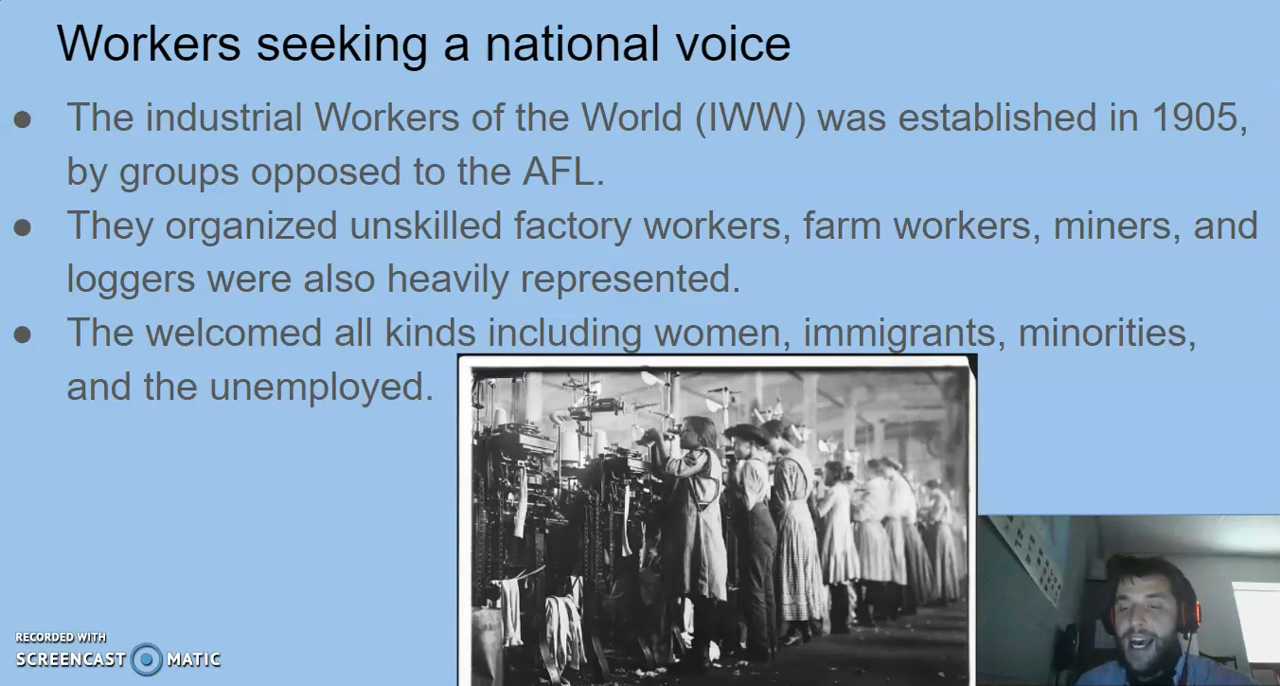 Workers seeking a national voice
● The industrial Workers of the World (IWW) was established in 1905,
by groups opposed to the AFL.
● They organized unskilled factory workers, farm workers, miners, and
loggers were also heavily represented.
● The welcomed all kinds including women, immigrants, minorities,
and the unemployed.
RECORDED WITH
SCREENCAST MATIC